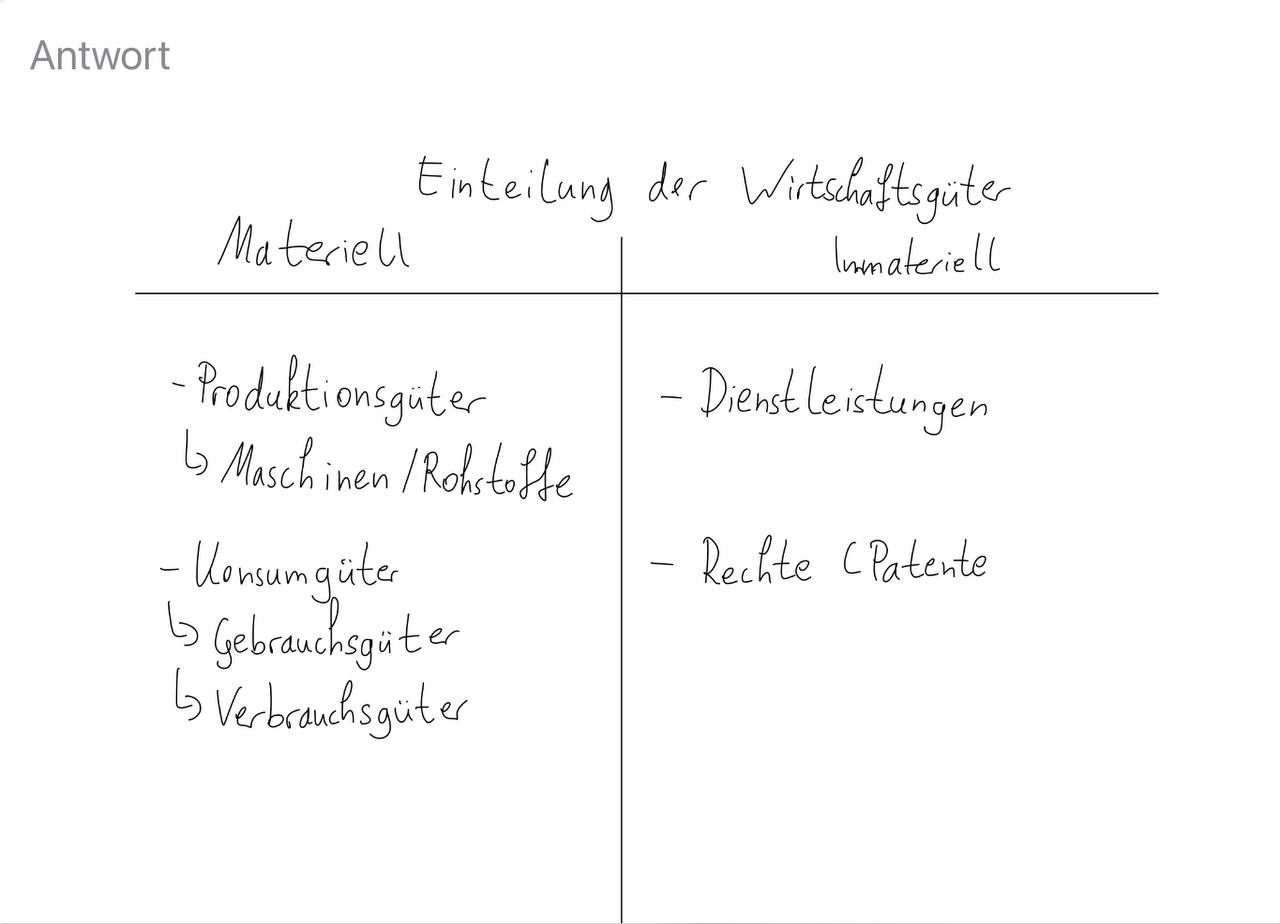 Antwort
Einteilung der Wirtschaftsgüter
Materiell
Immateriell
- Produktionsgüter
↳ Maschinen/Rohstoffe
- Konsumgüter
↳ Gebrauchsgüter
↳ Verbrauchsgüter
- Dienstleistungen
- Rechte (Patente